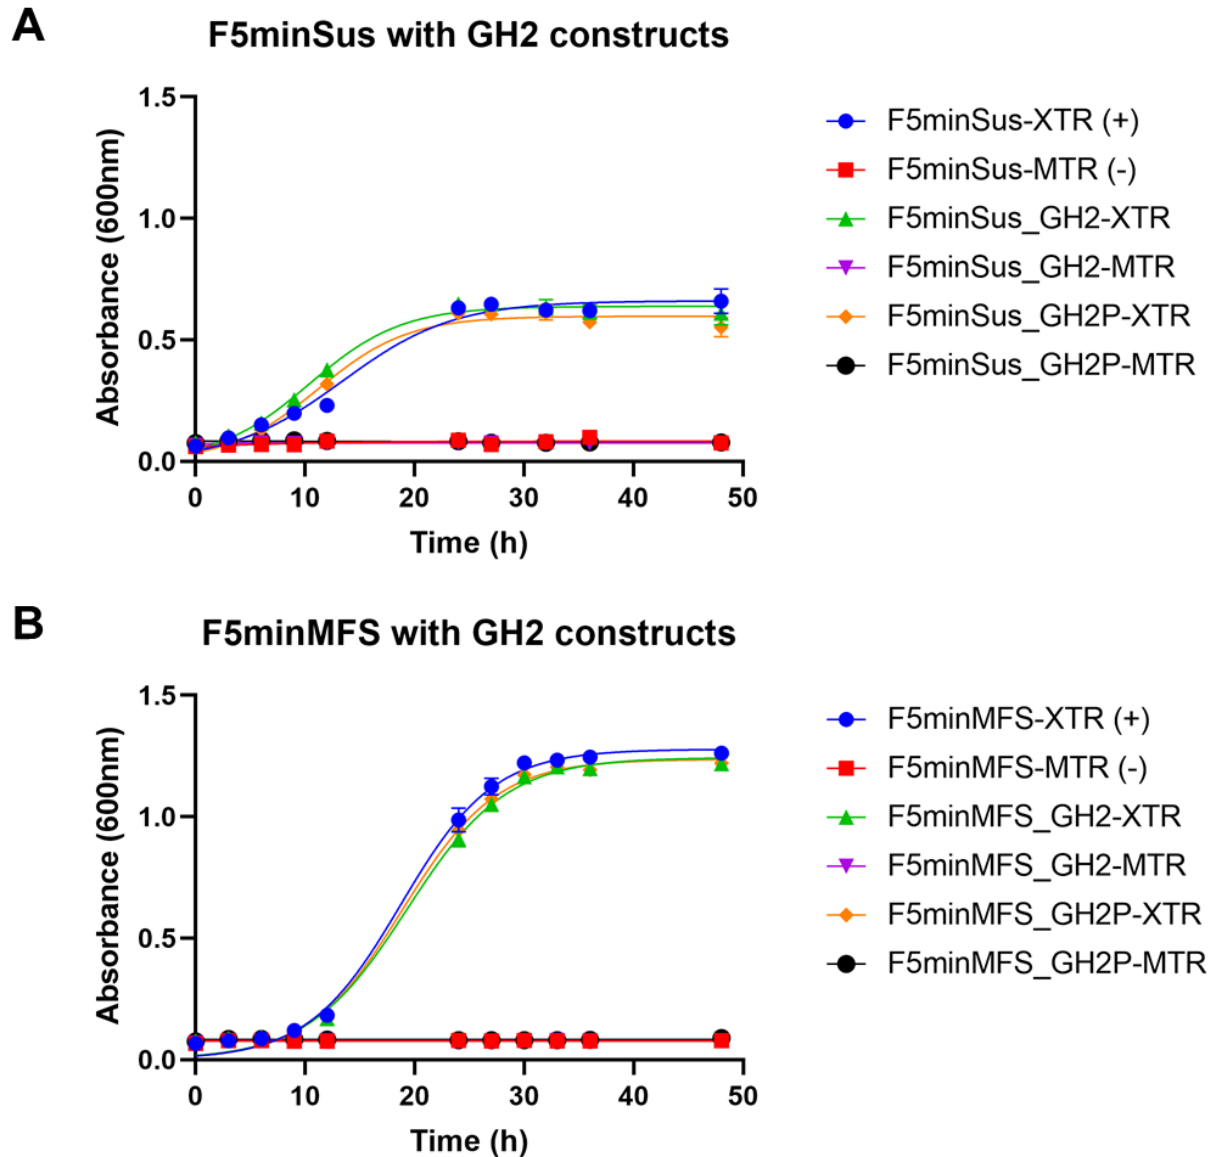 A
F5minSus with GH2 constructs
Absorbance (600nm)
1.5
1.0
0.5
0.0
0 10 20 30 40 50
Time (h)
F5minSus-XTR (+)
F5minSus-MTR (-)
F5minSus_GH2-XTR
F5minSus_GH2-MTR
F5minSus_GH2P-XTR
F5minSus_GH2P-MTR
B
F5minMFS with GH2 constructs
Absorbance (600nm)
1.5
1.0
0.5
0.0
0 10 20 30 40 50
Time (h)
F5minMFS-XTR (+)
F5minMFS-MTR (-)
F5minMFS_GH2-XTR
F5minMFS_GH2-MTR
F5minMFS_GH2P-XTR
F5minMFS_GH2P-MTR